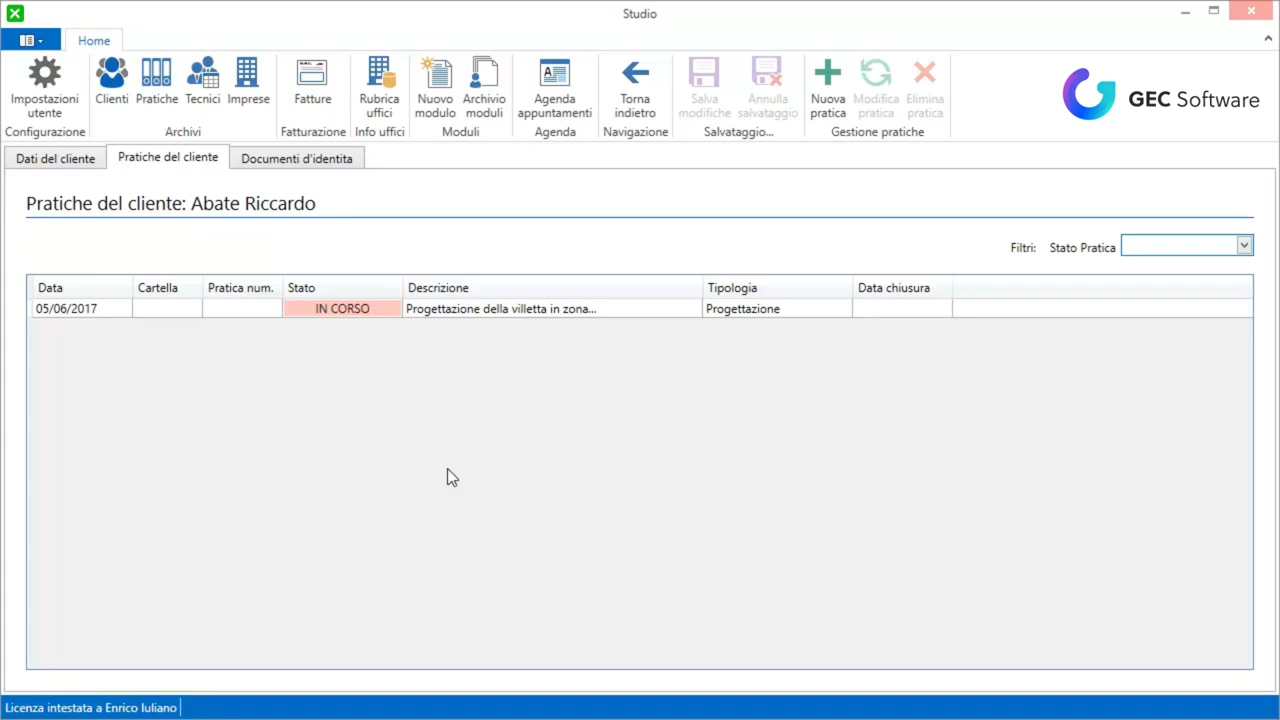 Studio
Home
Impostazioni utente
Clienti
Pratiche
Tecnici
Imprese
Fatture
Rubrica uffici
Nuovo modulo
Archivio moduli
Agenda appuntamenti
Torna indietro
Salva modifiche
Annulla salvataggio
Nuova pratica
Modifica pratica
Elimina pratica
Configurazione
Archivi
Fatturazione
Info uffici
Moduli
Agenda
Navigazione
Salvataggio...
Gestione pratiche
GEC Software
Dati del cliente
Pratiche del cliente
Documenti d'identita
Pratiche del cliente: Abate Riccardo
Filtri: Stato Pratica
Data Cartella Pratica num. Stato Descrizione Tipologia Data chiusura
05/06/2017 IN CORSO Progettazione della villetta in zona... Progettazione
Licenza intestata a Enrico Iuliano